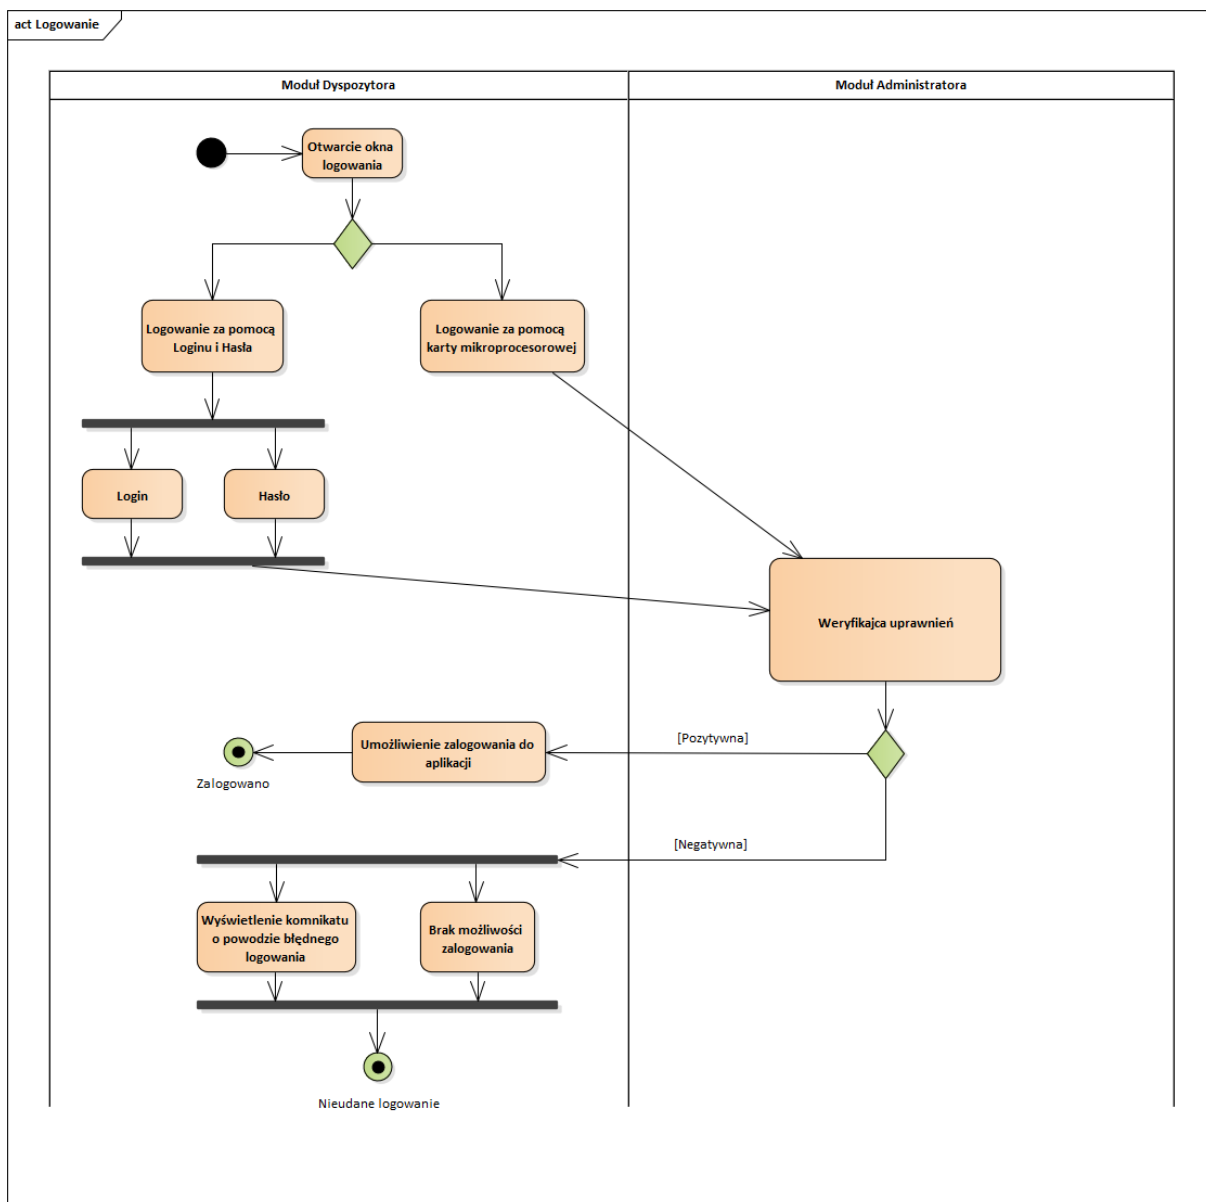 act Logowanie
Moduł Dyspozytora
Moduł Administratora
Otwarcie okna
logowania
Logowanie za pomocą
Loginu i Hasła
Logowanie za pomocą
karty mikroprocesorowej
Login
Hasło
Weryfikajca uprawnień
[Pozytywna]
Umożliwienie zalogowania do
aplikacji
Zalogowano
[Negatywna]
Wyświetlenie komnikatu
o powodzie błędnego
logowania
Brak możliwości
zalogowania
Nieudane logowanie